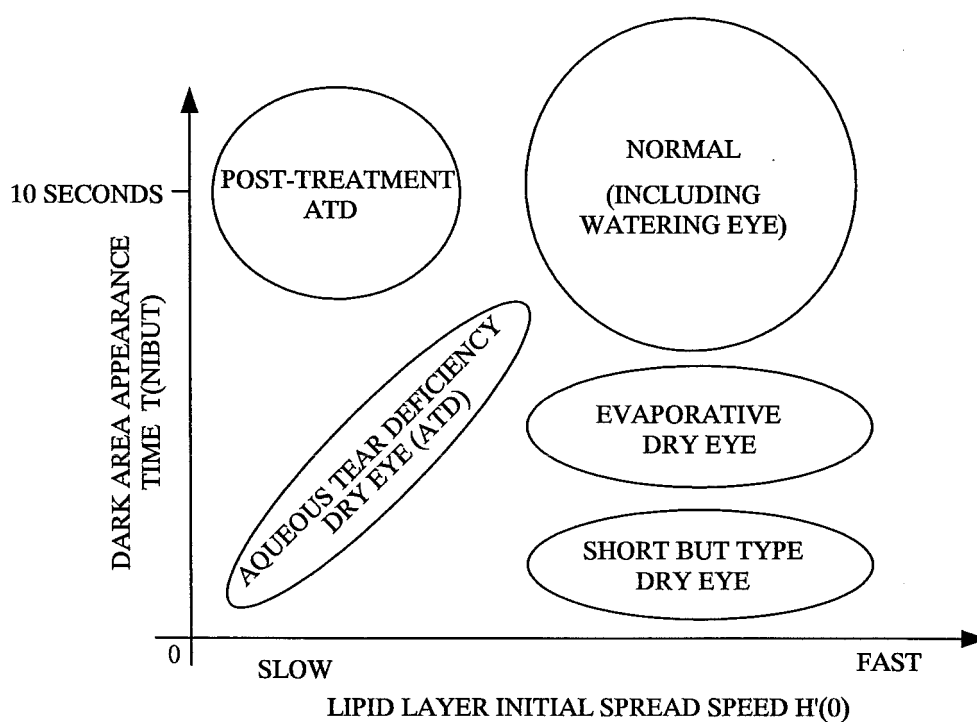 POST-TREATMENT
ATD
NORMAL
(INCLUDING
WATERING EYE)
10 SECONDS
DARK AREA APPEARANCE
TIME T(NIBUT)
AQUEOUS TEAR DEFICIENCY
DRY EYE (ATD)
EVAPORATIVE
DRY EYE
SHORT BUT TYPE
DRY EYE
0
SLOW
FAST
LIPID LAYER INITIAL SPREAD SPEED H'(0)